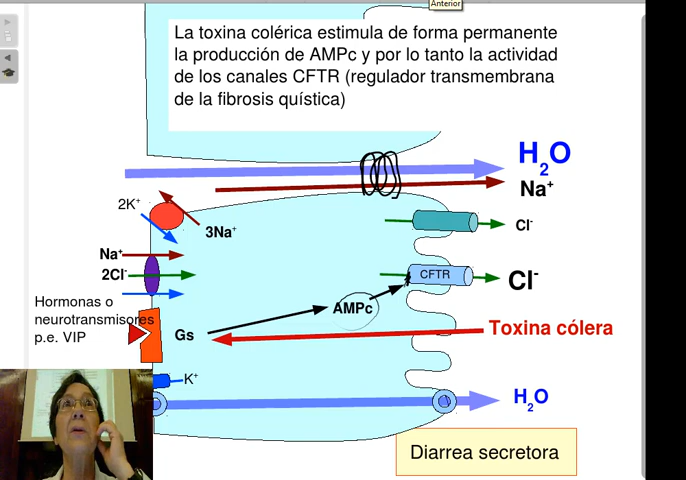 Anterior
La toxina colérica estimula de forma permanente
la producción de AMPc y por lo tanto la actividad
de los canales CFTR (regulador transmembrana
de la fibrosis quística)
H2O
Na+
2K+
3Na+
Cl-
Na+
2Cl-
CFTR
Cl-
Hormonas o
neurotransmisores
p.e. VIP
Gs
AMPc
Toxina cólera
K+
H2O
Diarrea secretora